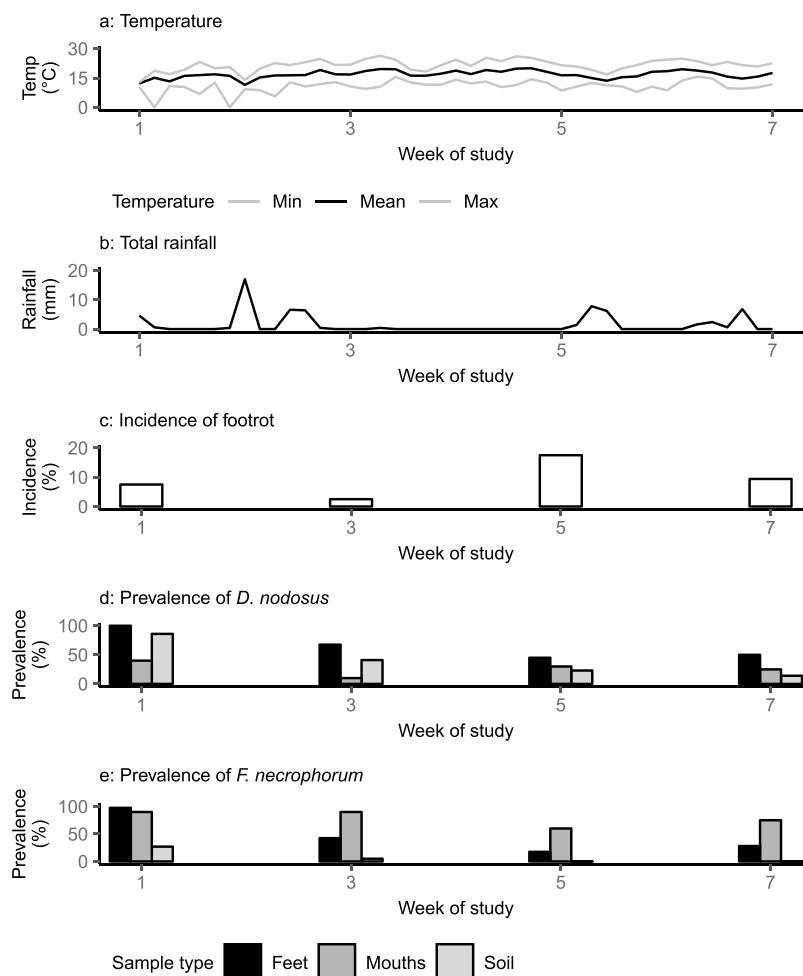 a: Temperature
Temp
(°C)
30
15
0
1 3 5 7
Week of study
Temperature Min Mean Max
b: Total rainfall
Rainfall
(mm)
20
10
0
1 3 5 7
Week of study
c: Incidence of footrot
Incidence
(%)
20
10
0
1 3 5 7
Week of study
d: Prevalence of D. nodosus
Prevalence
(%)
100
50
0
1 3 5 7
Week of study
e: Prevalence of F. necrophorum
Prevalence
(%)
100
50
0
1 3 5 7
Week of study
Sample type Feet Mouths Soil